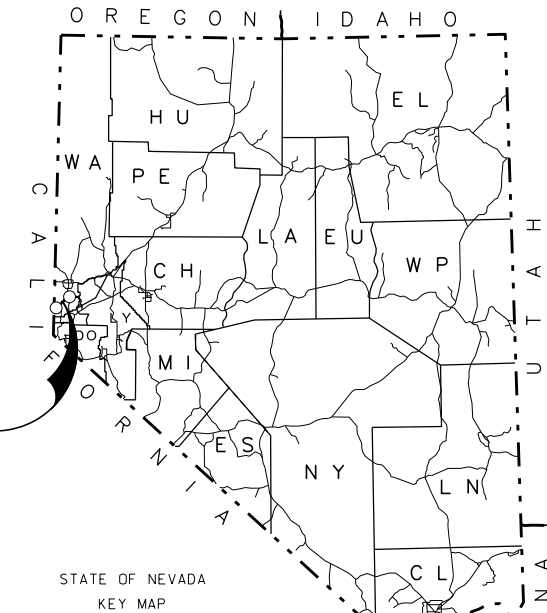 OREGON
IDAHO
HU
EL
WA
PE
CALIFORNIA
LA
EU
UTAH
CH
WP
Y
DO
MI
ES
NY
LN
CL
STATE OF NEVADA
KEY MAP
NA